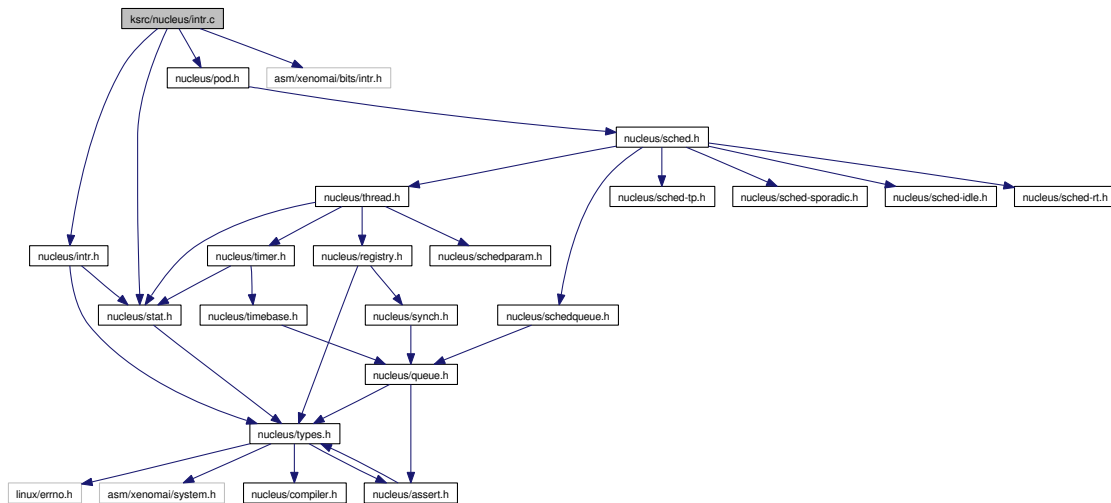 ksrc/nucleus/intr.c
nucleus/pod.h
asm/xenomai/bits/intr.h
nucleus/sched.h
nucleus/thread.h
nucleus/sched-tp.h
nucleus/sched-sporadic.h
nucleus/sched-idle.h
nucleus/sched-rt.h
nucleus/intr.h
nucleus/timer.h
nucleus/registry.h
nucleus/schedparam.h
nucleus/stat.h
nucleus/timebase.h
nucleus/synch.h
nucleus/schedqueue.h
nucleus/queue.h
nucleus/types.h
linux/errno.h
asm/xenomai/system.h
nucleus/compiler.h
nucleus/assert.h